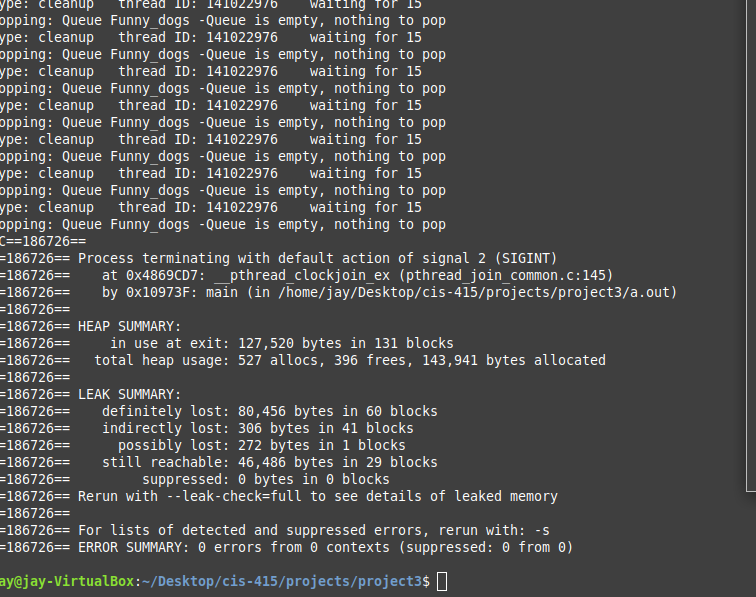 ype: cleanup   thread ID: 141022976    waiting for 15
opping: Queue Funny_dogs -Queue is empty, nothing to pop
ype: cleanup   thread ID: 141022976    waiting for 15
opping: Queue Funny_dogs -Queue is empty, nothing to pop
ype: cleanup   thread ID: 141022976    waiting for 15
opping: Queue Funny_dogs -Queue is empty, nothing to pop
ype: cleanup   thread ID: 141022976    waiting for 15
opping: Queue Funny_dogs -Queue is empty, nothing to pop
ype: cleanup   thread ID: 141022976    waiting for 15
opping: Queue Funny_dogs -Queue is empty, nothing to pop
ype: cleanup   thread ID: 141022976    waiting for 15
opping: Queue Funny_dogs -Queue is empty, nothing to pop
ype: cleanup   thread ID: 141022976    waiting for 15
opping: Queue Funny_dogs -Queue is empty, nothing to pop
C==186726==
=186726== Process terminating with default action of signal 2 (SIGINT)
=186726==    at 0x4869CD7: __pthread_clockjoin_ex (pthread_join_common.c:145)
=186726==    by 0x10973F: main (in /home/jay/Desktop/cis-415/projects/project3/a.out)
=186726==
=186726== HEAP SUMMARY:
=186726==     in use at exit: 127,520 bytes in 131 blocks
=186726==   total heap usage: 527 allocs, 396 frees, 143,941 bytes allocated
=186726==
=186726== LEAK SUMMARY:
=186726==    definitely lost: 80,456 bytes in 60 blocks
=186726==    indirectly lost: 306 bytes in 41 blocks
=186726==      possibly lost: 272 bytes in 1 blocks
=186726==    still reachable: 46,486 bytes in 29 blocks
=186726==         suppressed: 0 bytes in 0 blocks
=186726== Rerun with --leak-check=full to see details of leaked memory
=186726==
=186726== For lists of detected and suppressed errors, rerun with: -s
=186726== ERROR SUMMARY: 0 errors from 0 contexts (suppressed: 0 from 0)
ay@jay-VirtualBox:~/Desktop/cis-415/projects/project3$